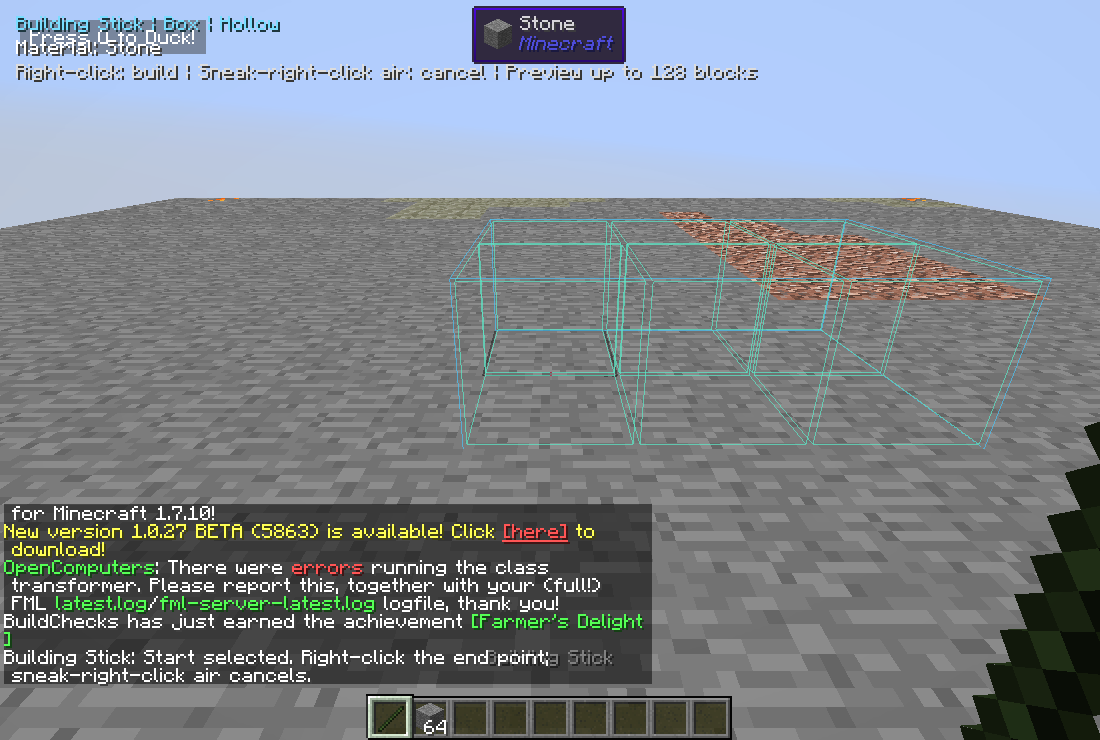 Building Stick | Box | Hollow
Press U to Duck!
Material: Stone
Right-click: build | Sneak-right-click air: cancel | Preview up to 128 blocks
Stone
Minecraft
for Minecraft 1.7.10!
New version 1.0.27 BETA (5863) is available! Click [here] to
download!
OpenComputers: There were errors running the class
transformer. Please report this, together with your (full!)
FML latest.log/fml-server-latest.log logfile, thank you!
BuildChecks has just earned the achievement [Farmer's Delight
]
Building Stick: Start selected. Right-click the end point;
sneak-right-click air cancels.
Building Stick
64